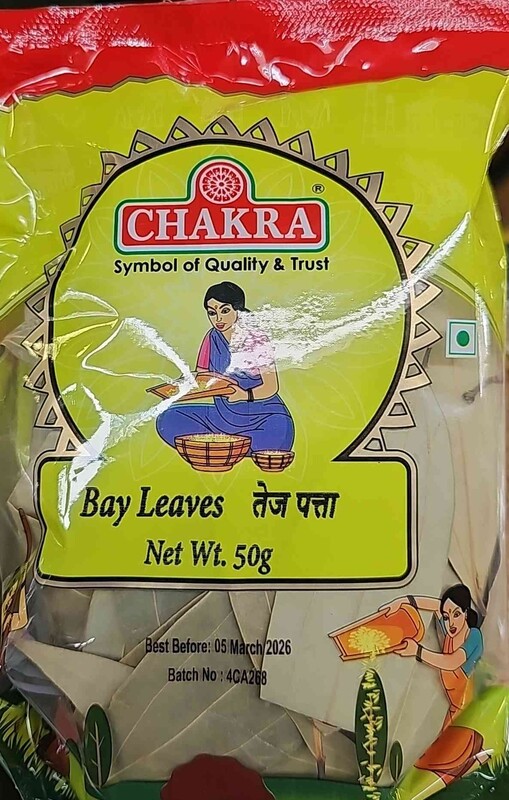 ®
CHAKRA
Symbol of Quality & Trust
Bay Leaves तेज पत्ता
Net Wt. 50g
Best Before: 05 March 2026
Batch No : 4CA268